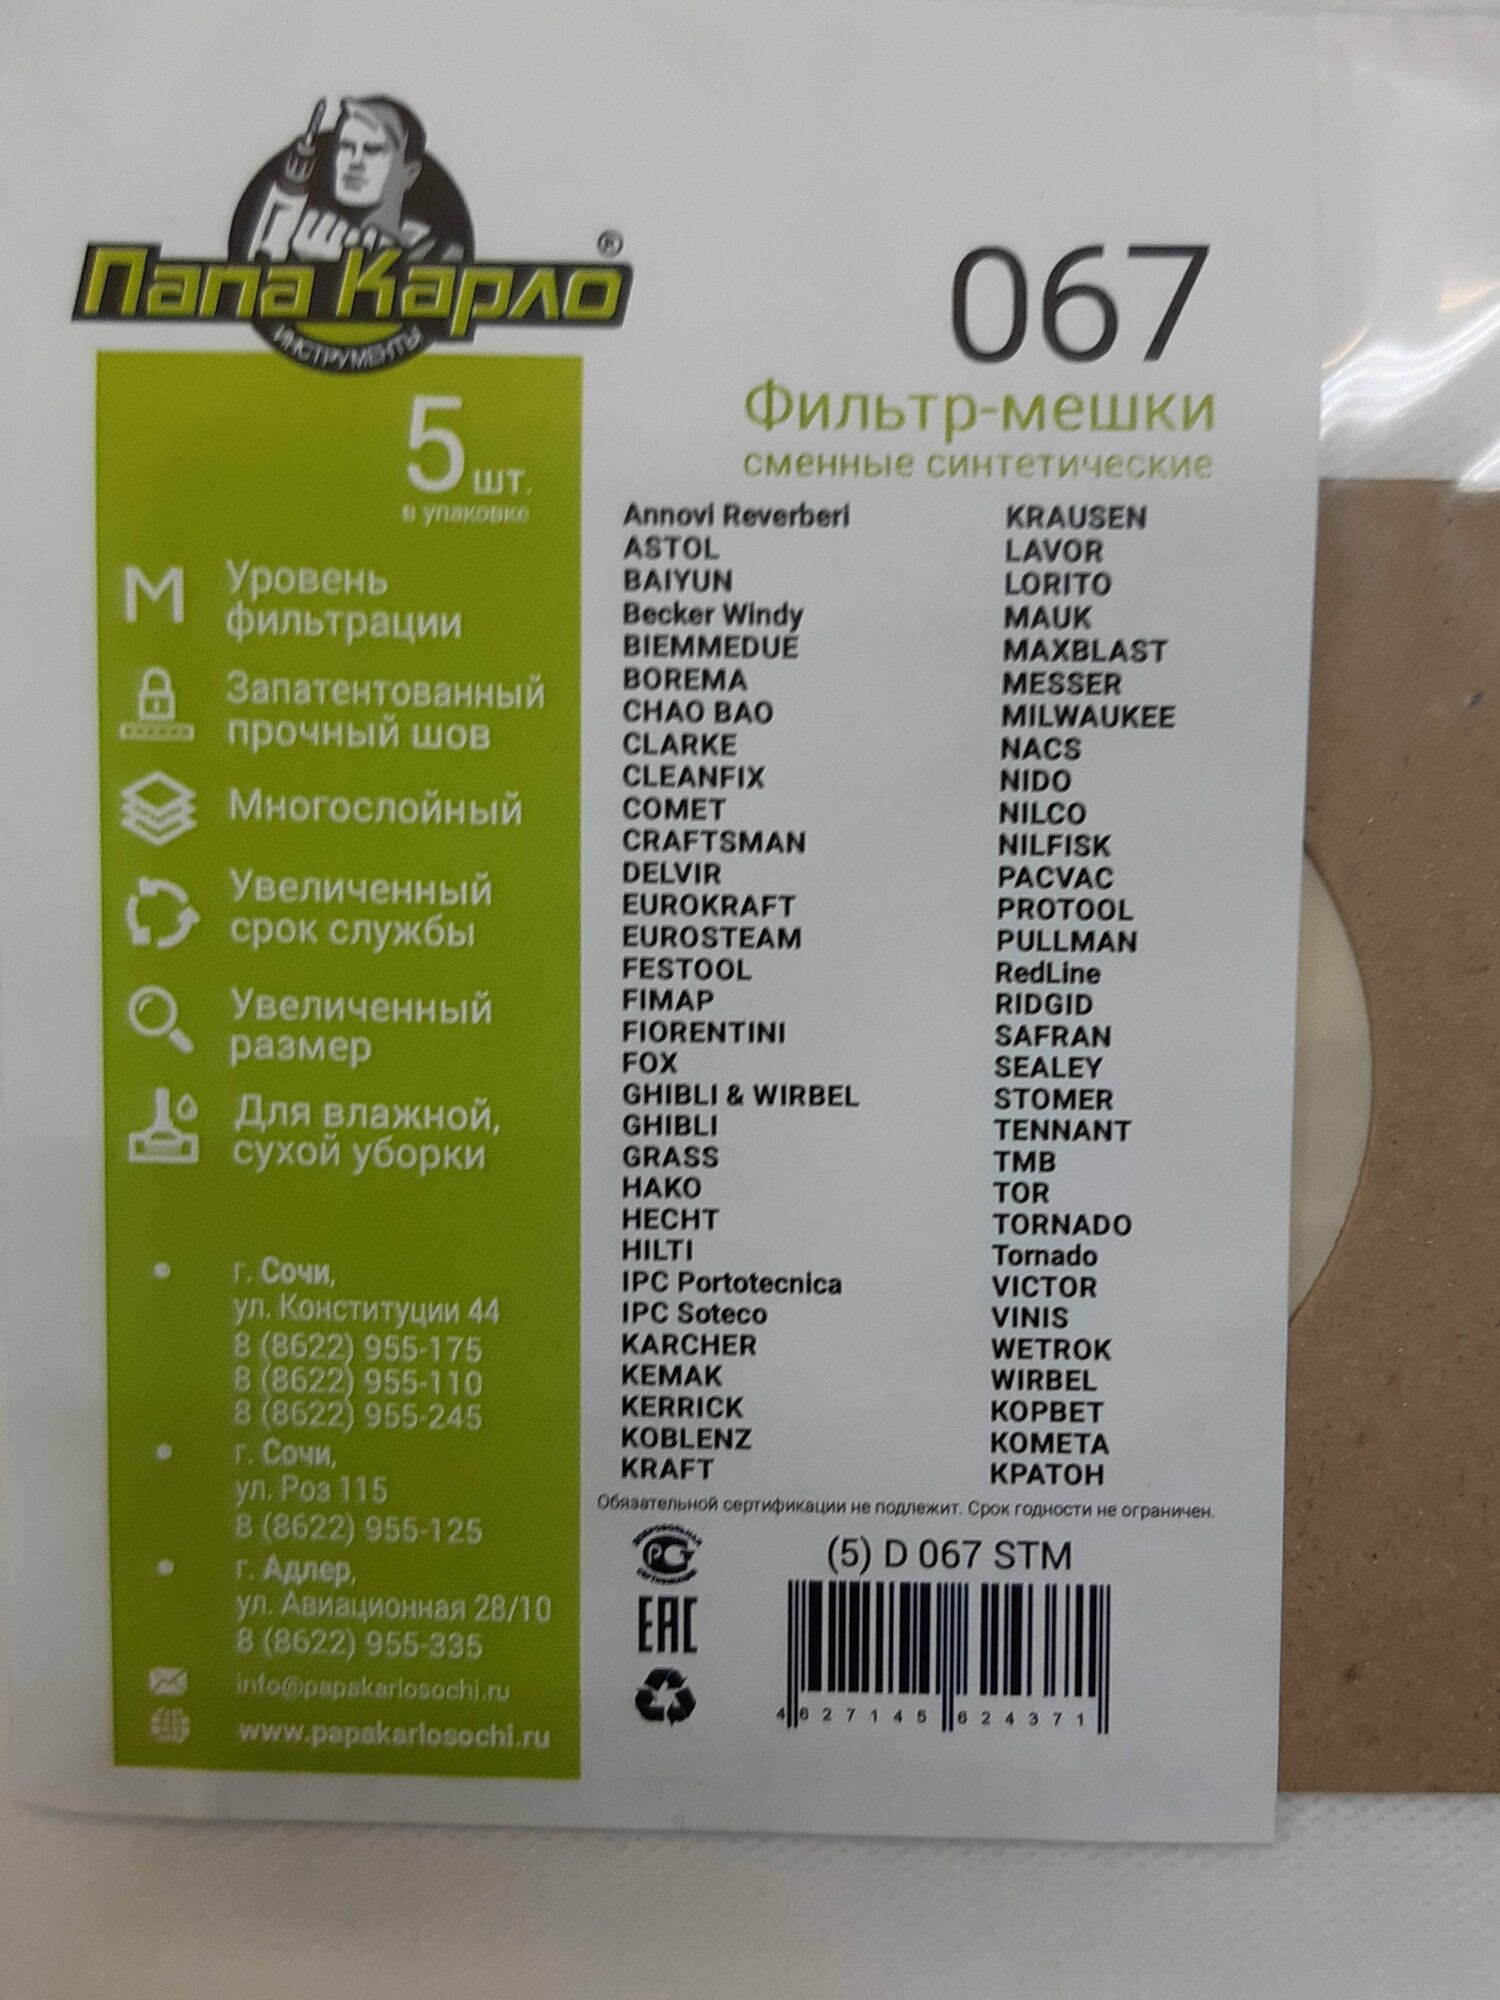 Папа Карло®
ИНСТРУМЕНТЫ
067
Фильтр-мешки
сменные синтетические
5 шт.
в упаковке
M
Уровень
фильтрации
Запатентованный
прочный шов
Многослойный
Увеличенный
срок службы
Увеличенный
размер
Для влажной,
сухой уборки
г. Сочи,
ул. Конституции 44
8 (8622) 955-175
8 (8622) 955-110
8 (8622) 955-245
г. Сочи,
ул. Роз 115
8 (8622) 955-125
г. Адлер,
ул. Авиационная 28/10
8 (8622) 955-335
info@papakarlosochi.ru
www.papakarlosochi.ru
Annovi Reverberi
ASTOL
BAIYUN
Becker Windy
BIEMMEDUE
BOREMA
CHAO BAO
CLARKE
CLEANFIX
COMET
CRAFTSMAN
DELVIR
EUROKRAFT
EUROSTEAM
FESTOOL
FIMAP
FIORENTINI
FOX
GHIBLI & WIRBEL
GHIBLI
GRASS
HAKO
HECHT
HILTI
IPC Portotecnica
IPC Soteco
KARCHER
KEMAK
KERRICK
KOBLENZ
KRAFT
KRAUSEN
LAVOR
LORITO
MAUK
MAXBLAST
MESSER
MILWAUKEE
NACS
NIDO
NILCO
NILFISK
PACVAC
PROTOOL
PULLMAN
RedLine
RIDGID
SAFRAN
SEALEY
STOMER
TENNANT
TMB
TOR
TORNADO
Tornado
VICTOR
VINIS
WETROK
WIRBEL
КОРВЕТ
КОМЕТА
КРАТОН
Обязательной сертификации не подлежит. Срок годности не ограничен.
ДОБРОВОЛЬНАЯ
СЕРТИФИКАЦИЯ
EAC
(5) D 067 STM
4 627145 624371